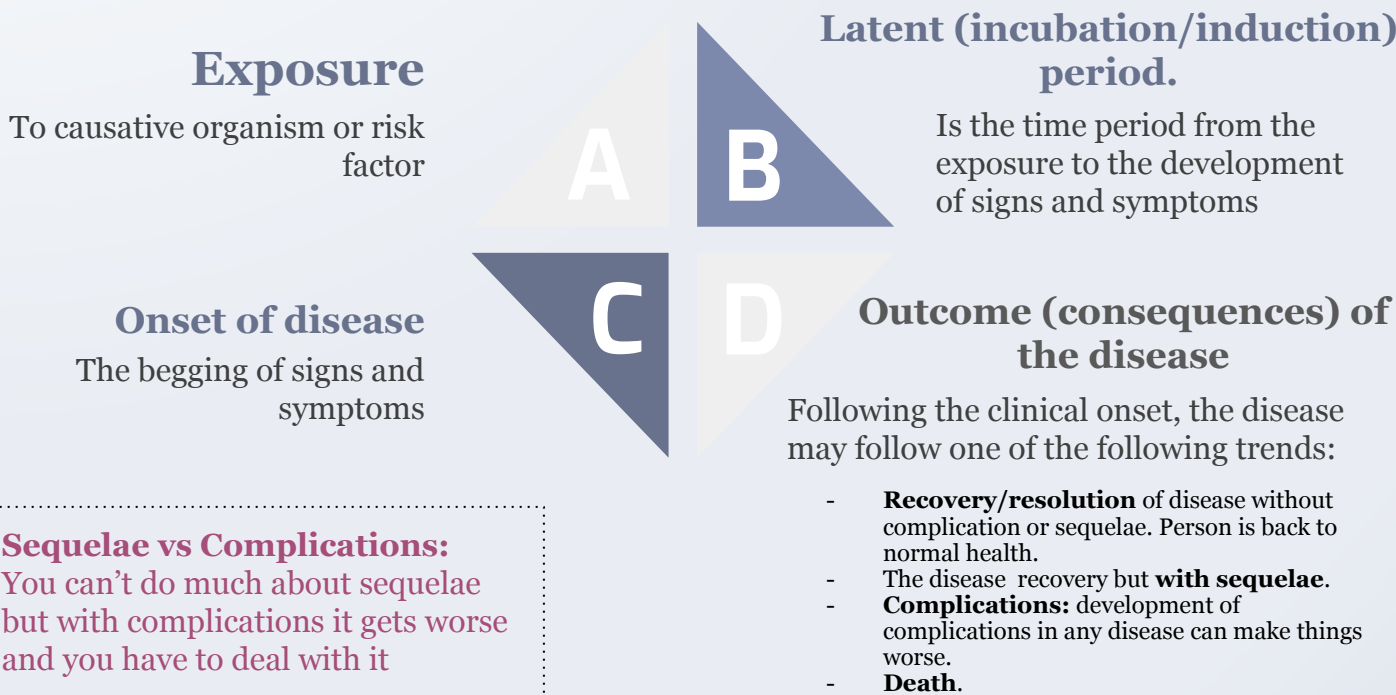 Exposure
To causative organism or risk
factor
A
B
Latent (incubation/induction)
period.
Is the time period from the
exposure to the development
of signs and symptoms
Onset of disease
The begging of signs and
symptoms
C
D
Outcome (consequences) of
the disease
Following the clinical onset, the disease
may follow one of the following trends:
- Recovery/resolution of disease without
complication or sequelae. Person is back to
normal health.
- The disease recovery but with sequelae.
- Complications: development of
complications in any disease can make things
worse.
- Death.
Sequelae vs Complications:
You can’t do much about sequelae
but with complications it gets worse
and you have to deal with it